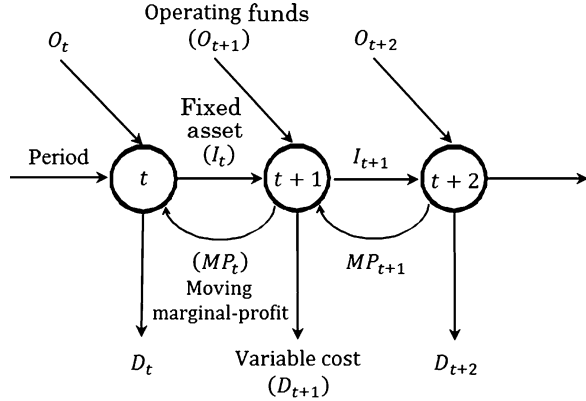 Operating funds
O_t
(O_{t+1})
O_{t+2}
Fixed
asset
Period
(I_t)
I_{t+1}
t
t + 1
t + 2
(MP_t)
MP_{t+1}
Moving
marginal-profit
D_t
Variable cost
D_{t+2}
(D_{t+1})